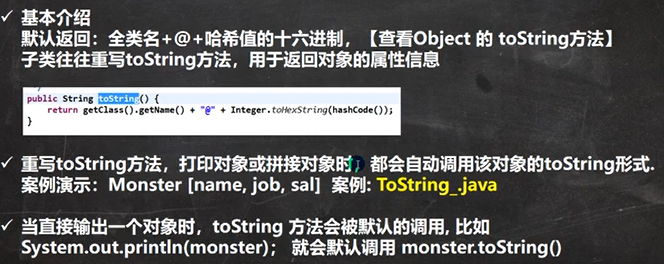 ✓ 基本介绍
默认返回：全类名+@+哈希值的十六进制，【查看Object 的 toString方法】
子类往往重写toString方法，用于返回对象的属性信息
public String toString() {
return getClass().getName() + "@" + Integer.toHexString(hashCode());
}
✓ 重写toString方法，打印对象或拼接对象时，都会自动调用该对象的toString形式.
案例演示：Monster [name, job, sal] 案例: ToString_.java
✓ 当直接输出一个对象时，toString 方法会被默认的调用, 比如
System.out.println(monster)； 就会默认调用 monster.toString()